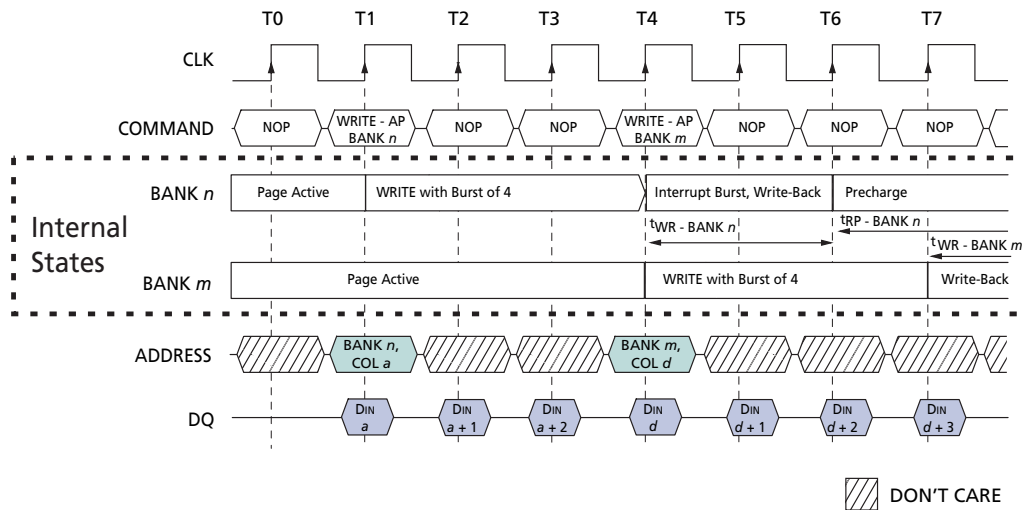 T0 T1 T2 T3 T4 T5 T6 T7
CLK
COMMAND NOP WRITE - AP BANK n NOP NOP WRITE - AP BANK m NOP NOP NOP
Internal States
BANK n Page Active WRITE with Burst of 4 Interrupt Burst, Write-Back Precharge
tWR - BANK n tRP - BANK n
tWR - BANK m
BANK m Page Active WRITE with Burst of 4 Write-Back
ADDRESS BANK n, COL a BANK m, COL d
DQ DIN a DIN a + 1 DIN a + 2 DIN d DIN d + 1 DIN d + 2 DIN d + 3
DON'T CARE